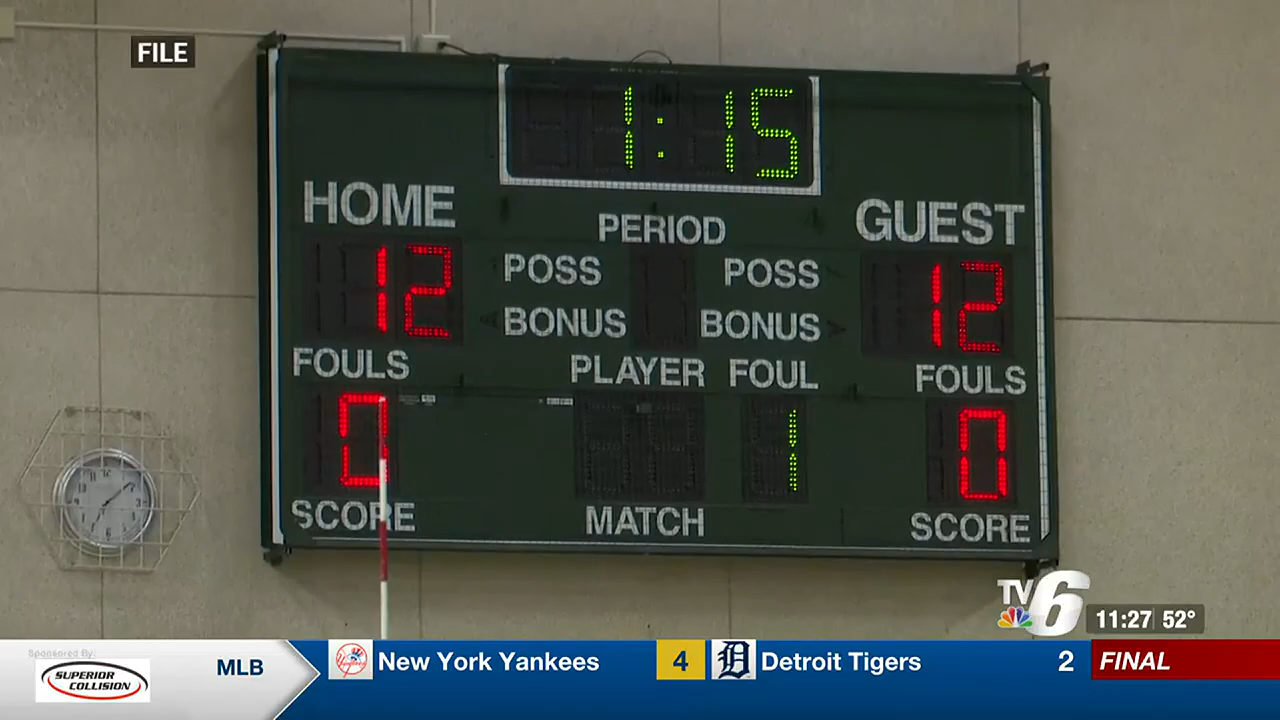 FILE
1:15
HOME
PERIOD
GUEST
12
POSS
POSS
12
BONUS
BONUS
FOULS
PLAYER FOUL
FOULS
0
1
0
SCORE
MATCH
SCORE
TV6
11:27 52°
Sponsored By:
SUPERIOR
COLLISION
MLB
New York Yankees 4
Detroit Tigers 2
FINAL